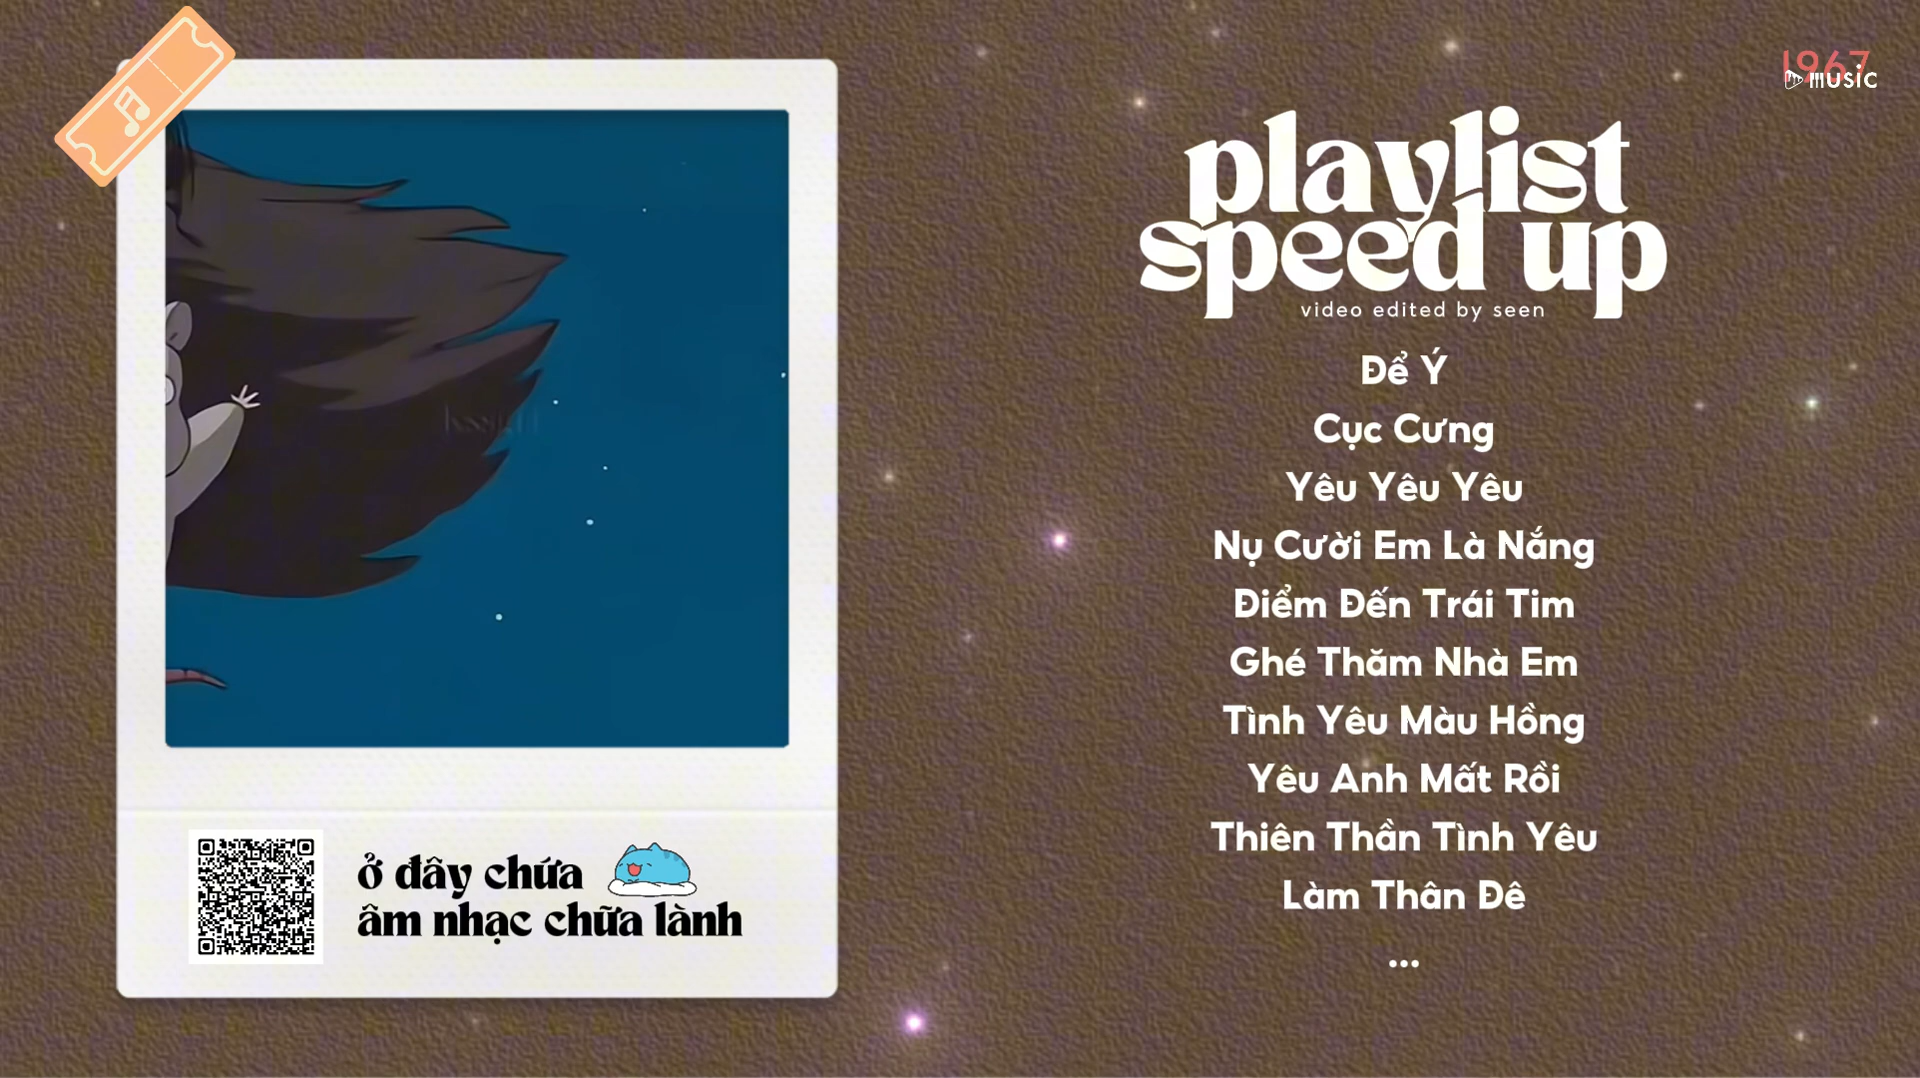 1967
music
playlist
speed up
video edited by seen
Để Ý
Cục Cưng
Yêu Yêu Yêu
Nụ Cười Em Là Nắng
Điểm Đến Trái Tim
Ghé Thăm Nhà Em
Tình Yêu Màu Hồng
Yêu Anh Mất Rồi
Thiên Thần Tình Yêu
Làm Thân Đê
...
ở đây chứa
âm nhạc chữa lành